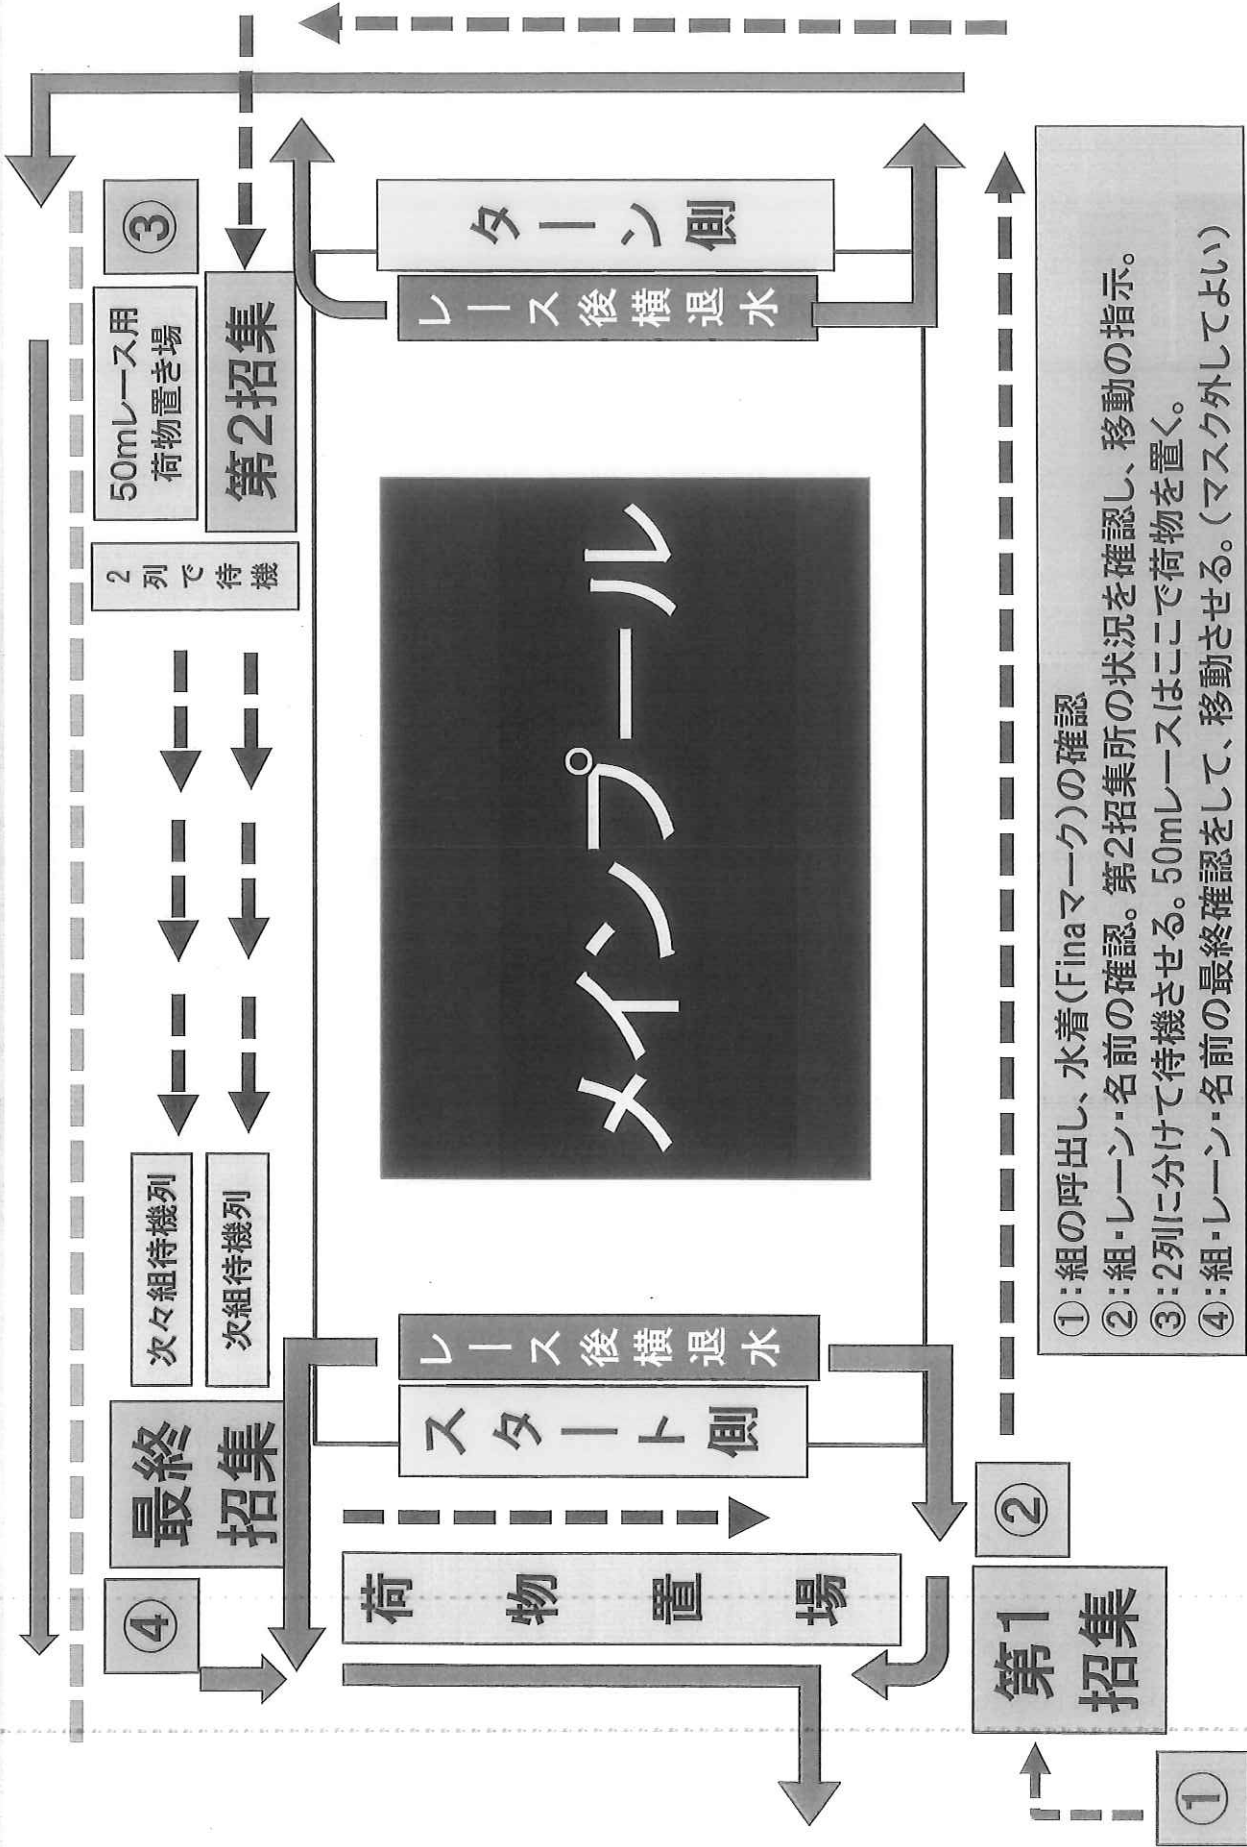 ④
最終
招集
次々組待機列
次組待機列
2列で待機
50mレース用
荷物置き場
第2招集
③
荷物置場
スタート側
レース後横退水
メインプール
レース後横退水
ターン側
①
第1
招集
②
①:組の呼出し、水着(Finaマーク)の確認
②:組・レーン・名前の確認。第2招集所の状況を確認し、移動の指示。
③:2列に分けて待機させる。50mレースはここで荷物を置く。
④:組・レーン・名前の最終確認をして、移動させる。(マスク外してよい)